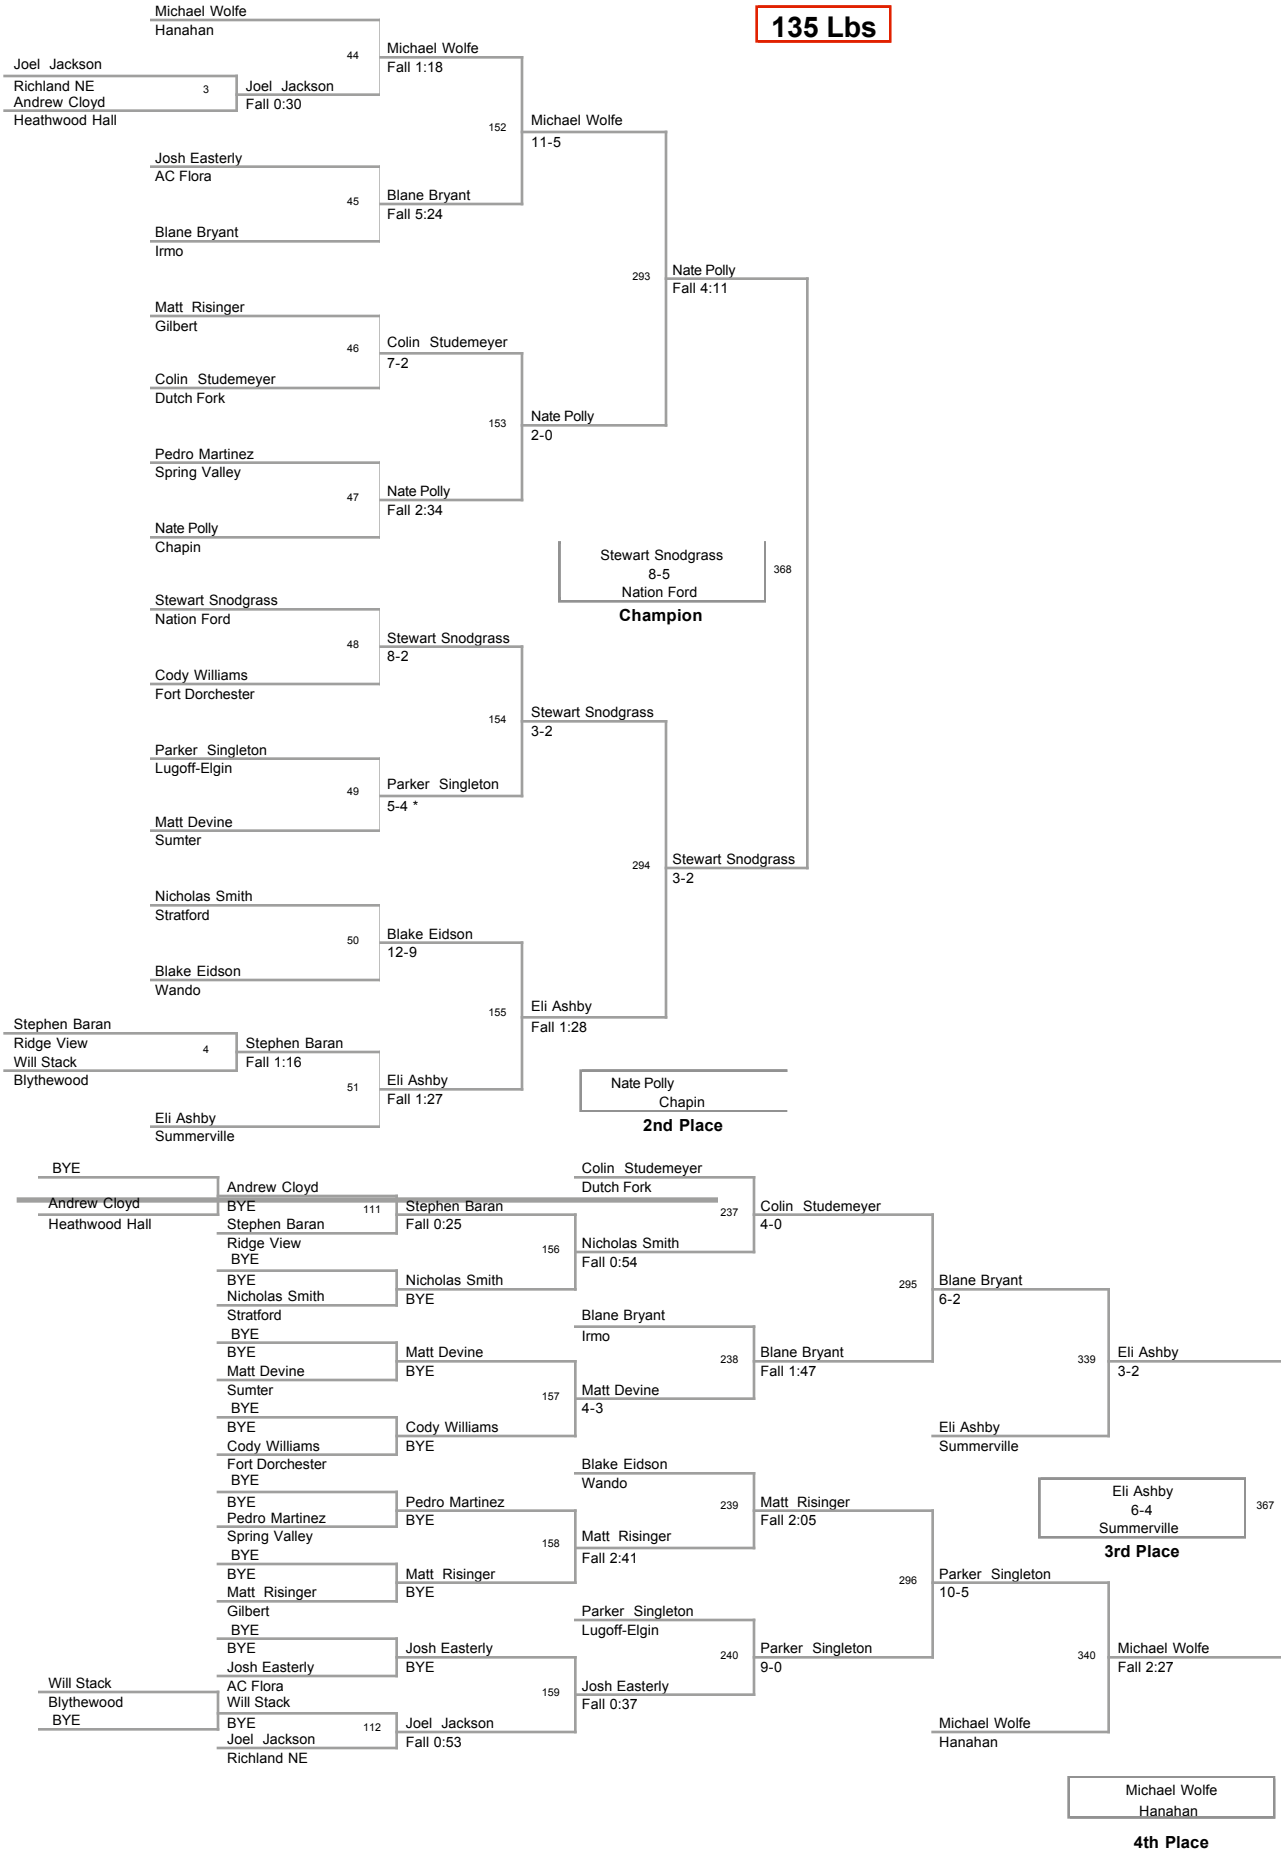 135 Lbs
Michael Wolfe
Hanahan
44
Michael Wolfe
Fall 1:18
Joel Jackson
Richland NE
3
Joel Jackson
Andrew Cloyd
Fall 0:30
Heathwood Hall
152
Michael Wolfe
11-5
Josh Easterly
AC Flora
45
Blane Bryant
Fall 5:24
Blane Bryant
Irmo
293
Nate Polly
Fall 4:11
Matt Risinger
Gilbert
46
Colin Studemeyer
7-2
Colin Studemeyer
Dutch Fork
153
Nate Polly
2-0
Pedro Martinez
Spring Valley
47
Nate Polly
Fall 2:34
Nate Polly
Chapin
Stewart Snodgrass
8-5
368
Nation Ford
Champion
Stewart Snodgrass
Nation Ford
48
Stewart Snodgrass
8-2
Cody Williams
Fort Dorchester
154
Stewart Snodgrass
3-2
Parker Singleton
Lugoff-Elgin
49
Parker Singleton
5-4 *
Matt Devine
Sumter
294
Stewart Snodgrass
3-2
Nicholas Smith
Stratford
50
Blake Eidson
12-9
Blake Eidson
Wando
155
Eli Ashby
Fall 1:28
Stephen Baran
Ridge View
4
Stephen Baran
Will Stack
Fall 1:16
Blythewood
51
Eli Ashby
Fall 1:27
Eli Ashby
Summerville
Nate Polly
Chapin
2nd Place
BYE
Andrew Cloyd
Heathwood Hall
Andrew Cloyd
BYE
111
Stephen Baran
Ridge View
Stephen Baran
Fall 0:25
BYE
BYE
Nicholas Smith
Stratford
Nicholas Smith
BYE
156
Nicholas Smith
Fall 0:54
Colin Studemeyer
Dutch Fork
237
Colin Studemeyer
4-0
BYE
BYE
Matt Devine
Sumter
Matt Devine
BYE
BYE
BYE
Cody Williams
Fort Dorchester
Cody Williams
BYE
157
Matt Devine
4-3
Blane Bryant
Irmo
238
Blane Bryant
Fall 1:47
295
Blane Bryant
6-2
339
Eli Ashby
3-2
Eli Ashby
Summerville
BYE
BYE
Pedro Martinez
Spring Valley
Pedro Martinez
BYE
BYE
BYE
Matt Risinger
Gilbert
Matt Risinger
BYE
158
Matt Risinger
Fall 2:41
Blake Eidson
Wando
239
Matt Risinger
Fall 2:05
Eli Ashby
6-4
367
Summerville
3rd Place
BYE
BYE
Josh Easterly
AC Flora
Josh Easterly
BYE
Will Stack
Blythewood
BYE
Will Stack
BYE
112
Joel Jackson
Richland NE
Joel Jackson
Fall 0:53
159
Josh Easterly
Fall 0:37
Parker Singleton
Lugoff-Elgin
240
Parker Singleton
9-0
296
Parker Singleton
10-5
340
Michael Wolfe
Fall 2:27
Michael Wolfe
Hanahan
Michael Wolfe
Hanahan
4th Place